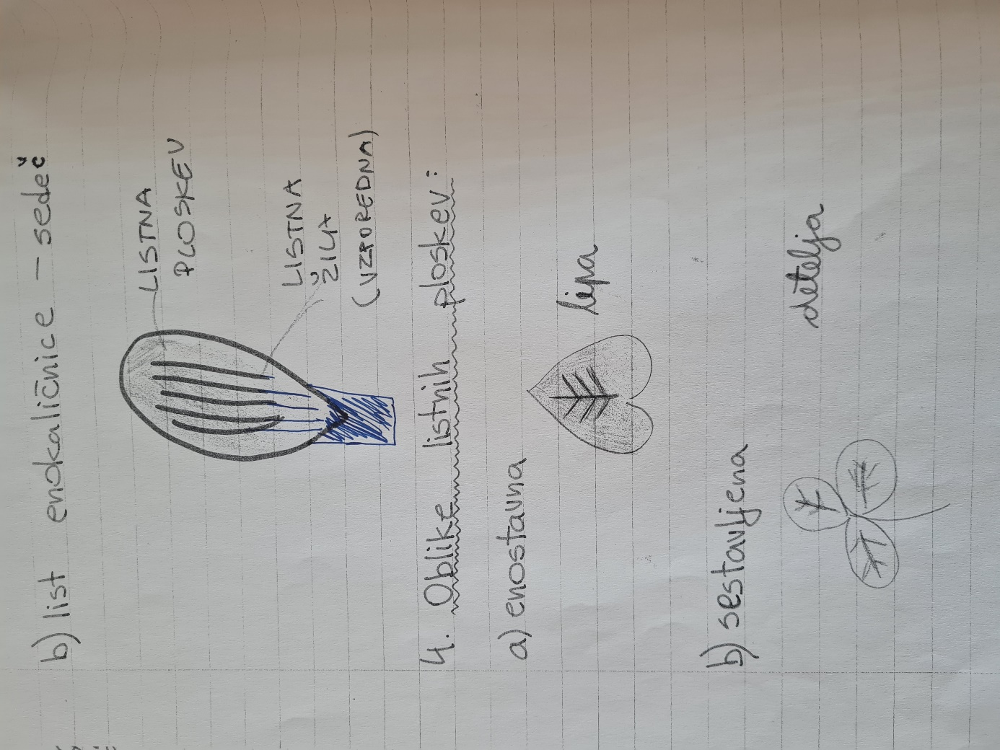 b) list enokaličnice – sedeč
LISTNA
PLOSKEV
LISTNA
ŽILA
(VZPOREDNA)
4. Oblike listnih ploskev:
a) enostavna
lipa
b) sestavljena
detelja